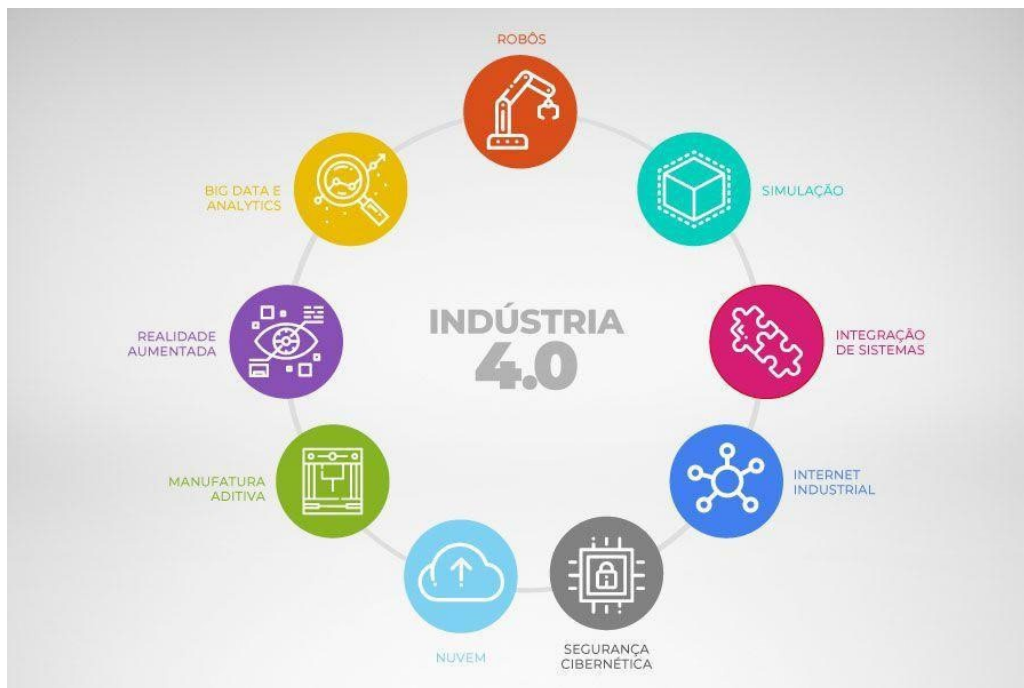 ROBÔS
BIG DATA E
ANALYTICS
SIMULAÇÃO
REALIDADE
AUMENTADA
INDÚSTRIA
4.0
INTEGRAÇÃO
DE SISTEMAS
MANUFATURA
ADITIVA
INTERNET
INDUSTRIAL
NUVEM
SEGURANÇA
CIBERNÉTICA